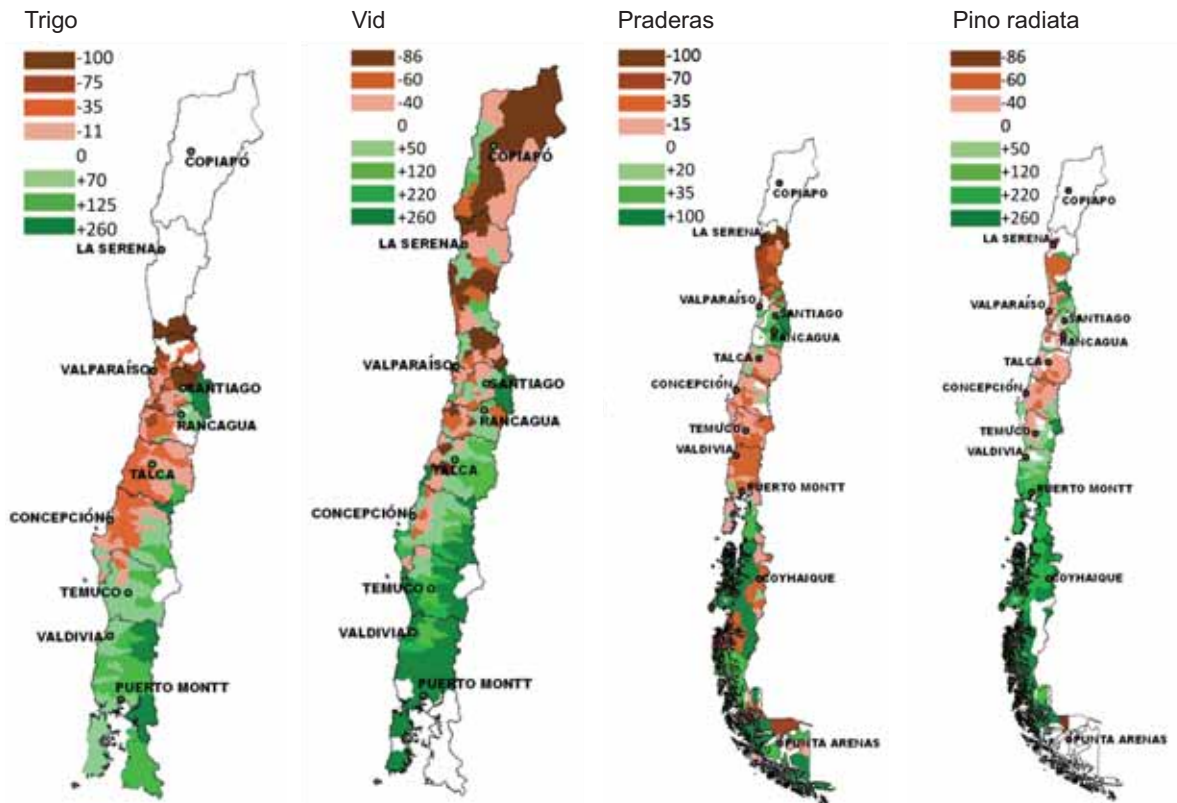 Trigo
-100
-75
-35
-11
0
+70
+125
+260
COPIAPÓ
LA SERENA
VALPARAÍSO
SANTIAGO
RANCAGUA
TALCA
CONCEPCIÓN
TEMUCO
VALDIVIA
PUERTO MONTT
Vid
-86
-60
-40
0
+50
+120
+220
+260
COPIAPÓ
LA SERENA
VALPARAÍSO
SANTIAGO
RANCAGUA
TALCA
CONCEPCIÓN
TEMUCO
VALDIVIA
PUERTO MONTT
Praderas
-100
-70
-35
-15
0
+20
+35
+100
COPIAPO
LA SERENA
VALPARAÍSO
SANTIAGO
RANCAGUA
TALCA
CONCEPCIÓN
TEMUCO
VALDIVIA
PUERTO MONTT
COYHAIQUE
PUNTA ARENAS
Pino radiata
-86
-60
-40
0
+50
+120
+220
+260
COPIAPO
LA SERENA
VALPARAÍSO
SANTIAGO
RANCAGUA
TALCA
CONCEPCIÓN
TEMUCO
VALDIVIA
PUERTO MONTT
COYHAIQUE
PUNTA ARENAS